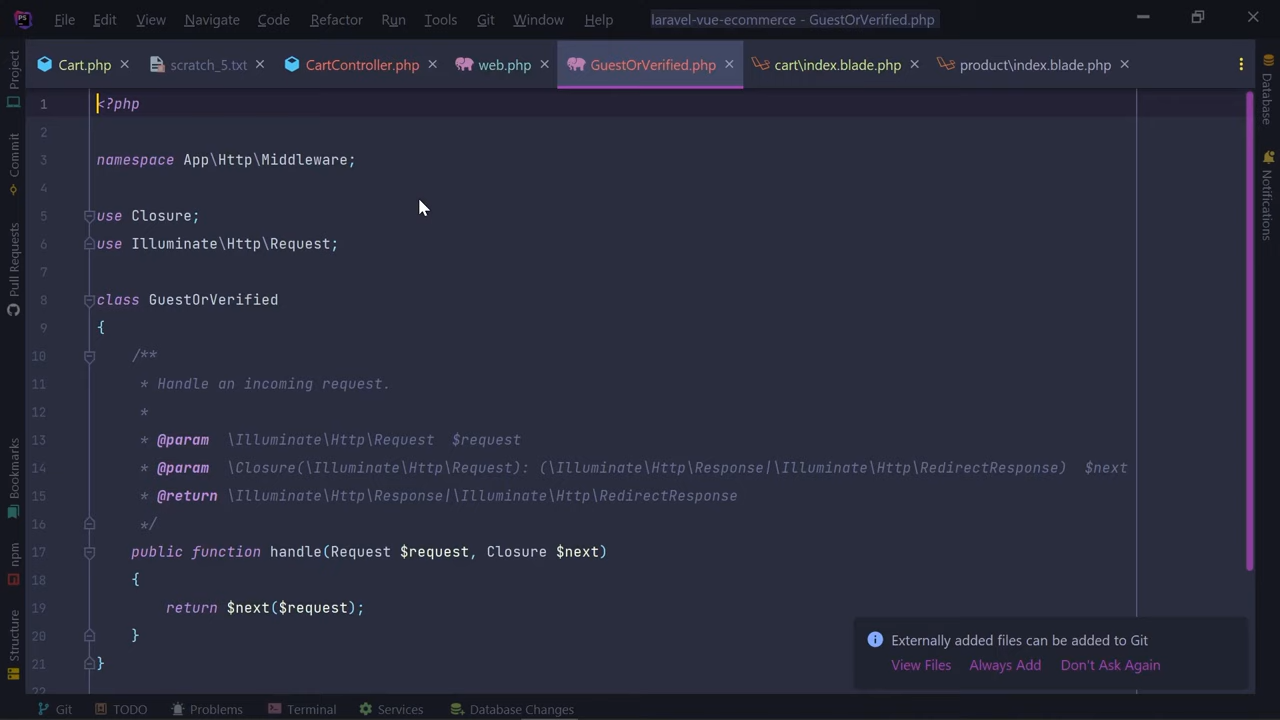 PS File Edit View Navigate Code Refactor Run Tools Git Window Help laravel-vue-ecommerce - GuestOrVerified.php
Cart.php scratch_5.txt CartController.php web.php GuestOrVerified.php cart\index.blade.php product\index.blade.php
Project
Commit
Pull Requests
Bookmarks
npm
Structure
1 <?php
2
3 namespace App\Http\Middleware;
4
5 use Closure;
6 use Illuminate\Http\Request;
7
8 class GuestOrVerified
9 {
10 /**
11 * Handle an incoming request.
12 *
13 * @param \Illuminate\Http\Request $request
14 * @param \Closure(\Illuminate\Http\Request): (\Illuminate\Http\Response|\Illuminate\Http\RedirectResponse) $next
15 * @return \Illuminate\Http\Response|\Illuminate\Http\RedirectResponse
16 */
17 public function handle(Request $request, Closure $next)
18 {
19 return $next($request);
20 }
21 }
22
Database
Notifications
Externally added files can be added to Git
View Files Always Add Don't Ask Again
Git TODO Problems Terminal Services Database Changes